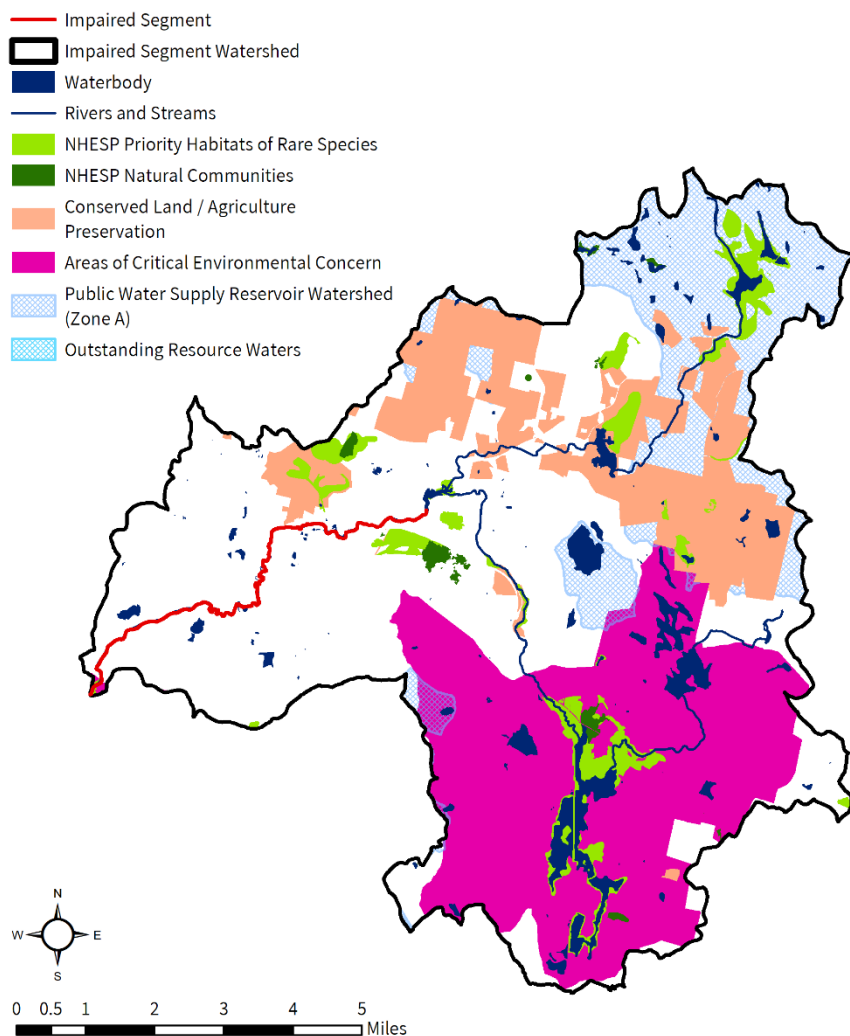 Impaired Segment
Impaired Segment Watershed
Waterbody
Rivers and Streams
NHESP Priority Habitats of Rare Species
NHESP Natural Communities
Conserved Land / Agriculture
Preservation
Areas of Critical Environmental Concern
Public Water Supply Reservoir Watershed
(Zone A)
Outstanding Resource Waters
N
W E
S
0 0.5 1 2 3 4 5
Miles